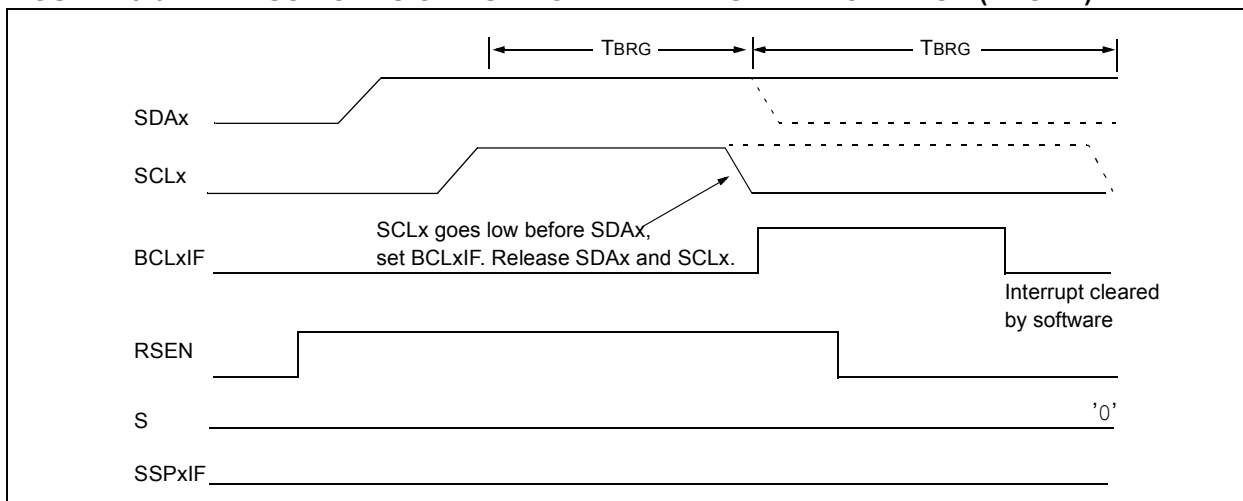 TBRG TBRG
SDAx
SCLx
SCLx goes low before SDAx,
set BCLxIF. Release SDAx and SCLx.
BCLxIF
Interrupt cleared
by software
RSEN
S '0'
SSPxIF